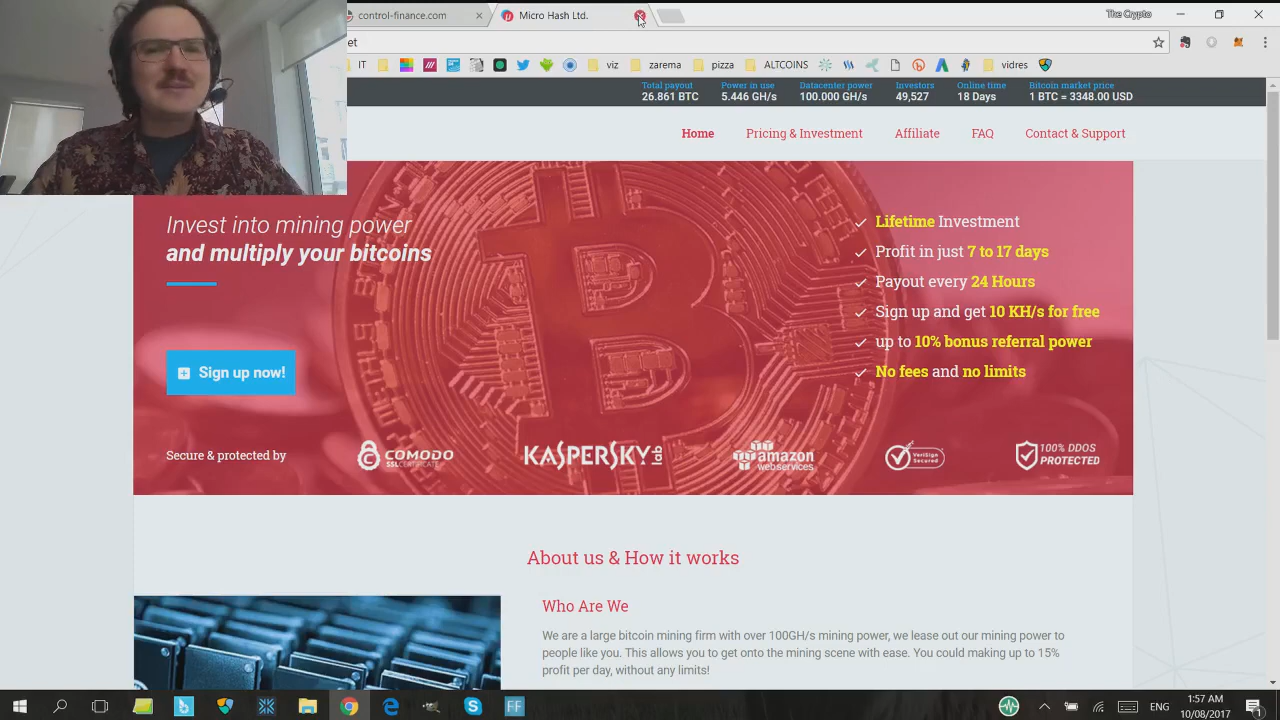 control-finance.com
Micro Hash Ltd.
The Crypto
et
IT
viz
zarema
pizza
ALTCOINS
vidres
Total payout
26.861 BTC
Power in use
5.446 GH/s
Datacenter power
100.000 GH/s
Investors
49,527
Online time
18 Days
Bitcoin market price
1 BTC = 3348.00 USD
Home
Pricing & Investment
Affiliate
FAQ
Contact & Support
Invest into mining power
and multiply your bitcoins
Sign up now!
Lifetime Investment
Profit in just 7 to 17 days
Payout every 24 Hours
Sign up and get 10 KH/s for free
up to 10% bonus referral power
No fees and no limits
Secure & protected by
COMODO
SSL CERTIFICATE
KASPERSKY lab
amazon
webservices
VeriSign
Secured
100% DDOS
PROTECTED
About us & How it works
Who Are We
We are a large bitcoin mining firm with over 100GH/s mining power, we lease out our mining power to
people like you. This allows you to get onto the mining scene with ease. You could making up to 15%
profit per day, without any limits!
ENG
1:57 AM
10/08/2017